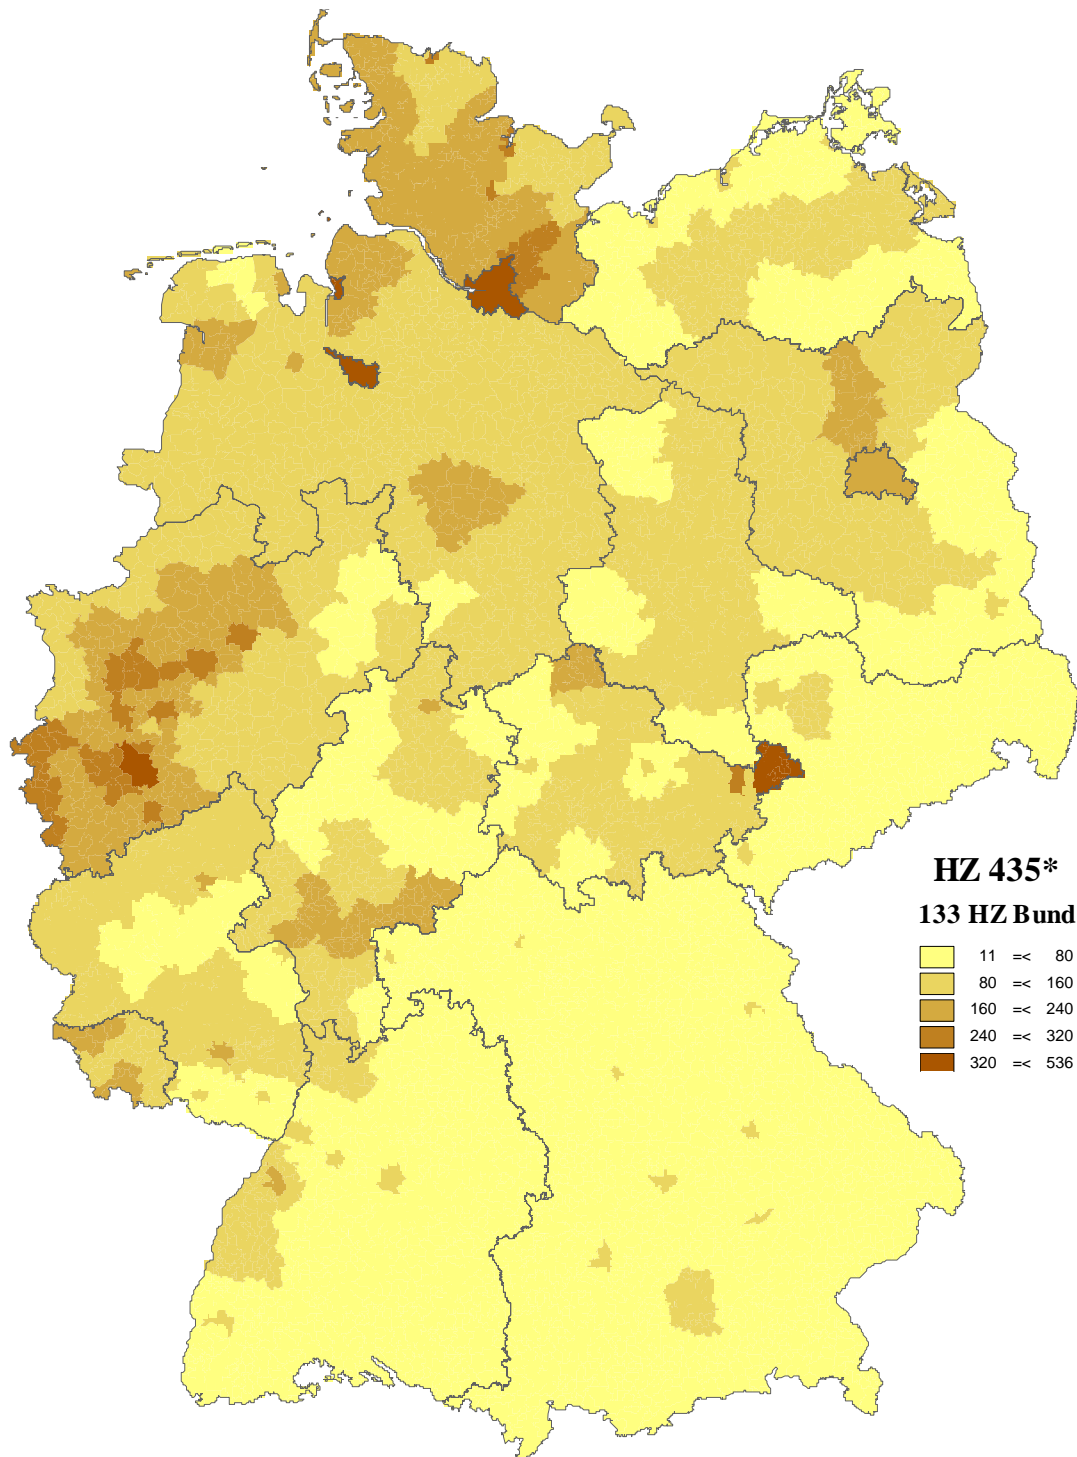 HZ 435*
133 HZ Bund
11 =< 80
80 =< 160
160 =< 240
240 =< 320
320 =< 536